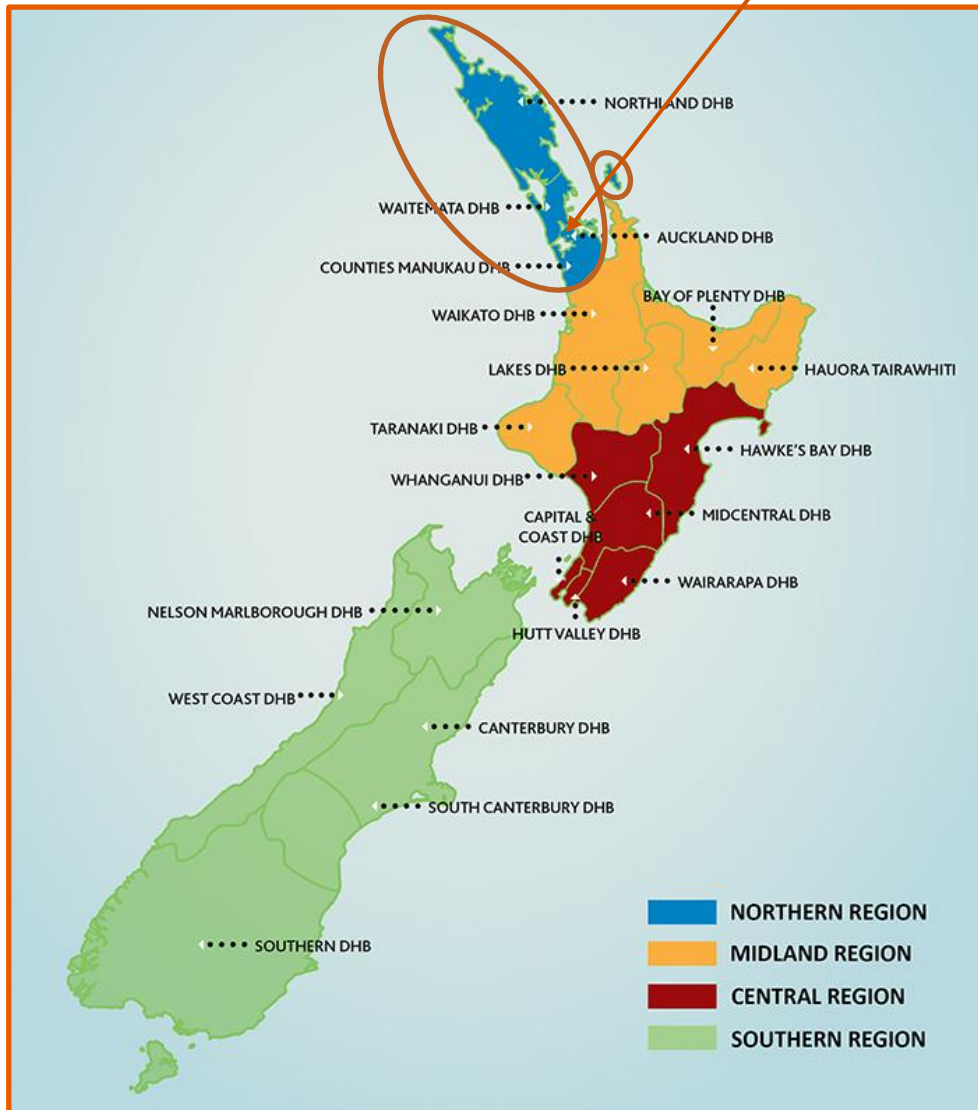 NORTHLAND DHB
WAITEMATA DHB
AUCKLAND DHB
COUNTIES MANUKAU DHB
BAY OF PLENTY DHB
WAIKATO DHB
LAKES DHB
HAUORA TAIRAWHITI
TARANAKI DHB
HAWKE'S BAY DHB
WHANGANUI DHB
CAPITAL &
COAST DHB
MIDCENTRAL DHB
WAIRARAPA DHB
NELSON MARLBOROUGH DHB
HUTT VALLEY DHB
WEST COAST DHB
CANTERBURY DHB
SOUTH CANTERBURY DHB
SOUTHERN DHB
NORTHERN REGION
MIDLAND REGION
CENTRAL REGION
SOUTHERN REGION